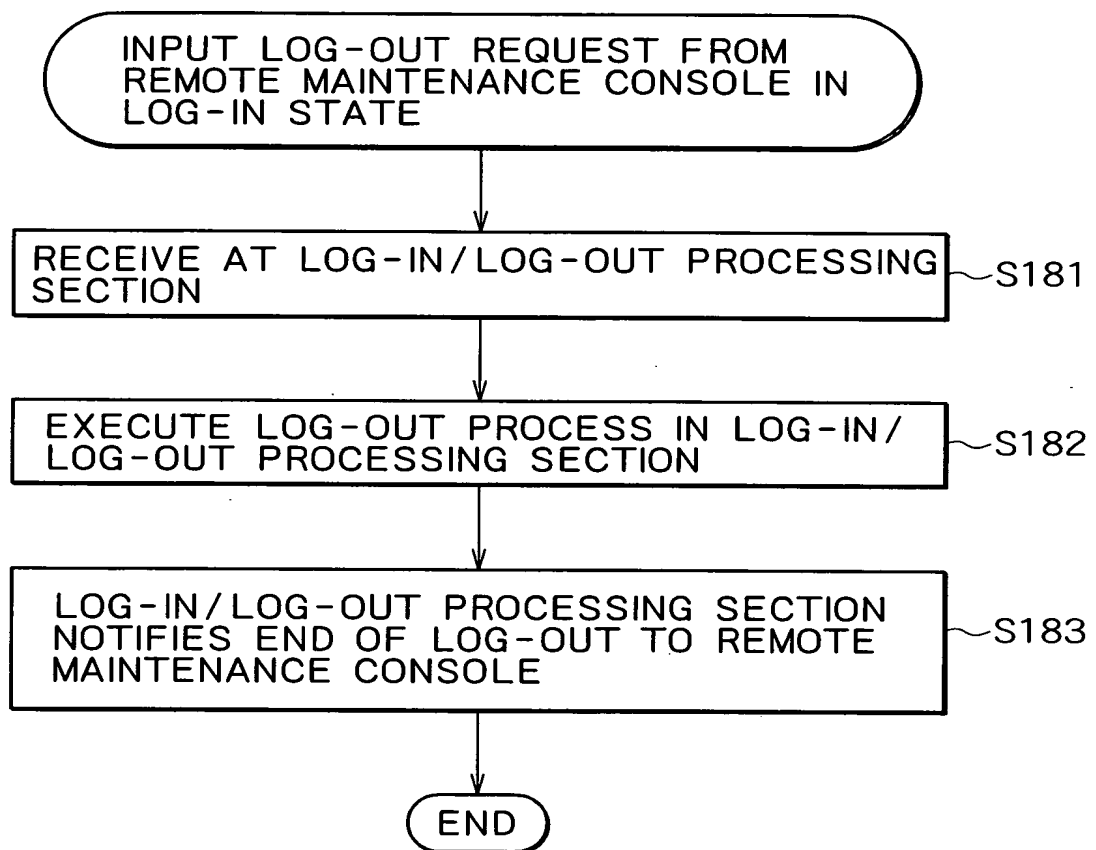 INPUT LOG-OUT REQUEST FROM
REMOTE MAINTENANCE CONSOLE IN
LOG-IN STATE
RECEIVE AT LOG-IN/LOG-OUT PROCESSING
SECTION
S181
EXECUTE LOG-OUT PROCESS IN LOG-IN/
LOG-OUT PROCESSING SECTION
S182
LOG-IN/LOG-OUT PROCESSING SECTION
NOTIFIES END OF LOG-OUT TO REMOTE
MAINTENANCE CONSOLE
S183
END